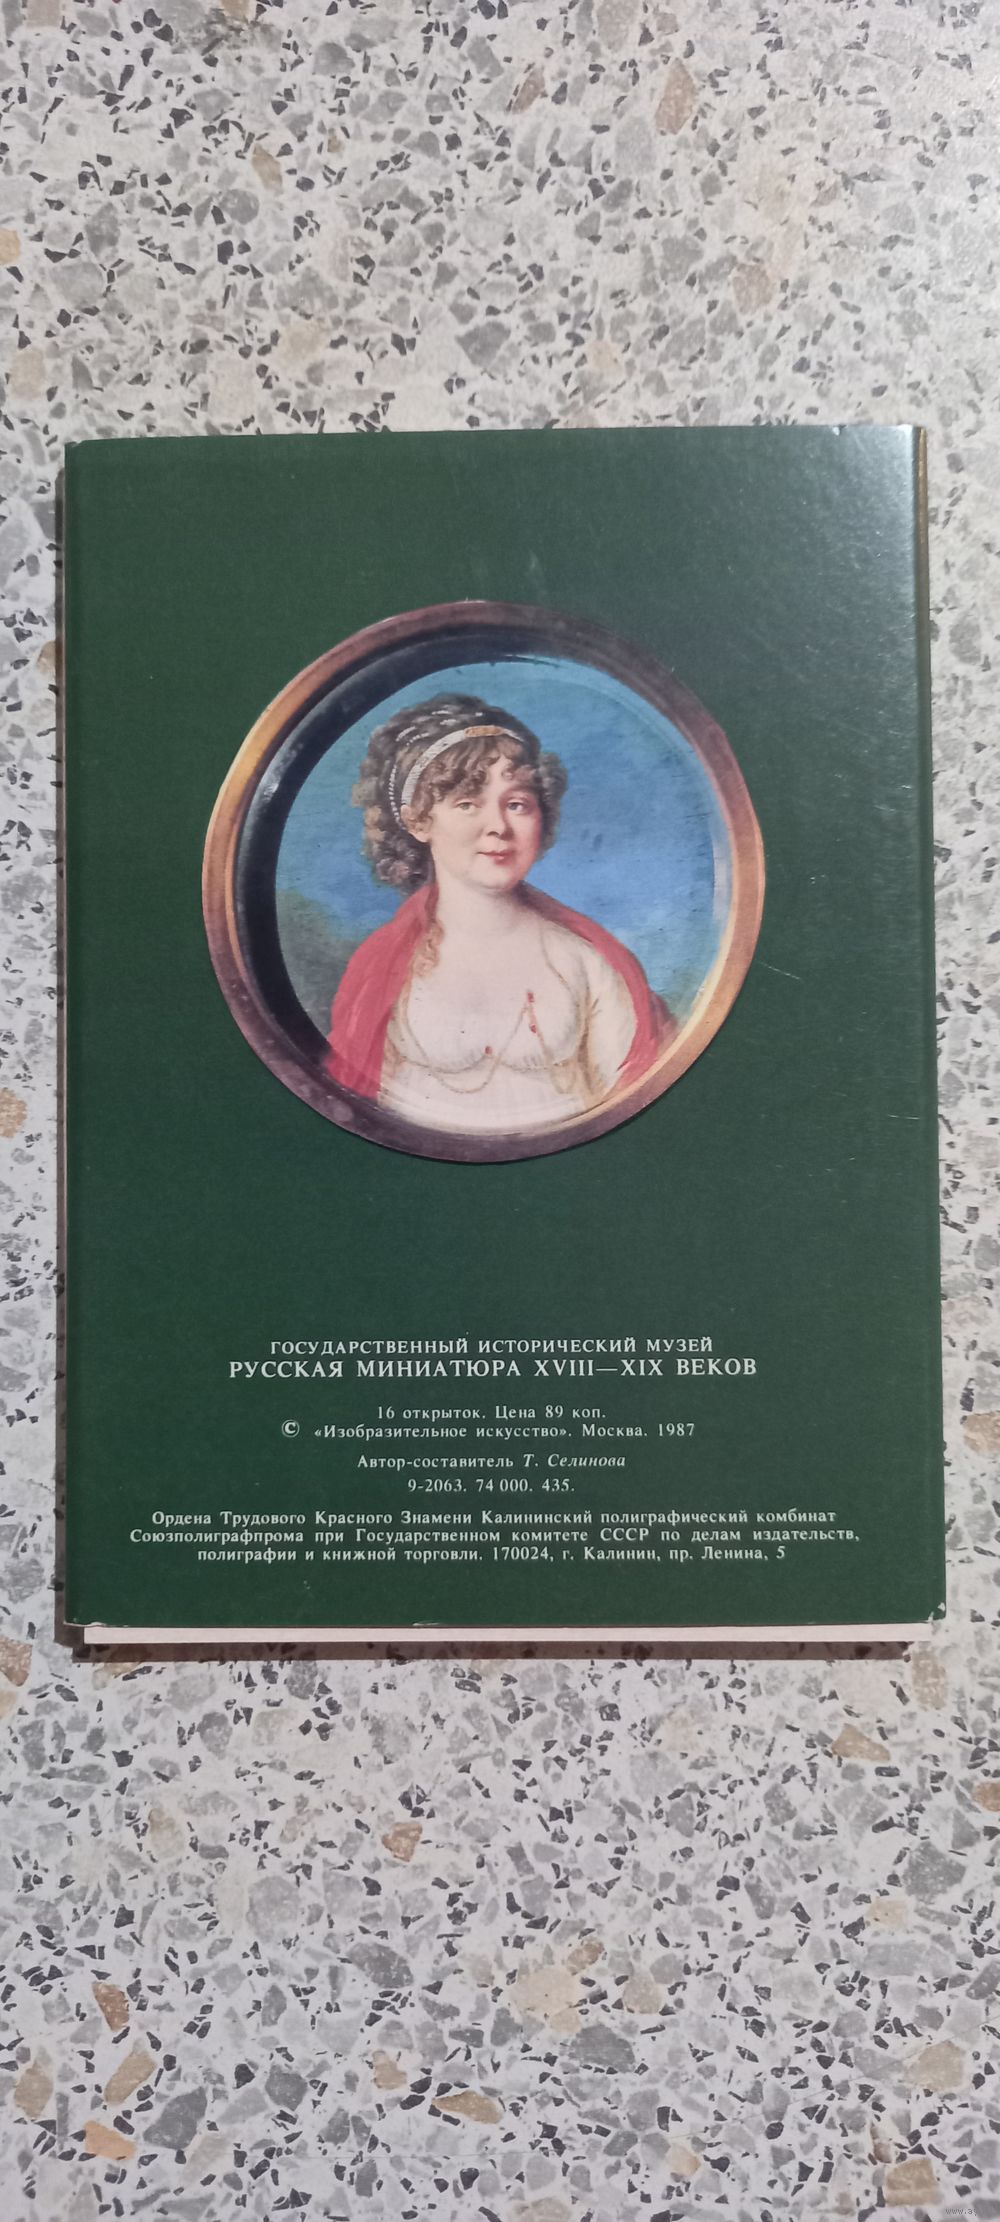 ГОСУДАРСТВЕННЫЙ ИСТОРИЧЕСКИЙ МУЗЕЙ
РУССКАЯ МИНИАТЮРА XVIII—XIX ВЕКОВ
16 открыток. Цена 89 коп.
© «Изобразительное искусство». Москва. 1987
Автор-составитель Т. Селинова
9-2063. 74 000. 435.
Ордена Трудового Красного Знамени Калининский полиграфический комбинат
Союзполиграфпрома при Государственном комитете СССР по делам издательств,
полиграфии и книжной торговли. 170024, г. Калинин, пр. Ленина, 5